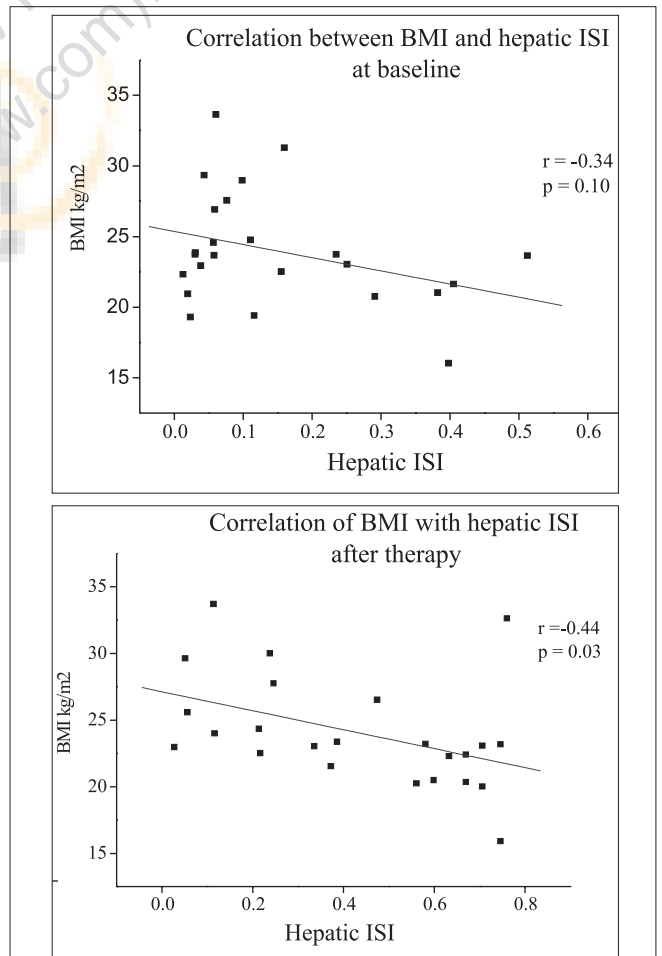 w.com)
Correlation between BMI and hepatic ISI
at baseline
35
30
25
20
15
BMI kg/m2
r = -0.34
p = 0.10
0.0 0.1 0.2 0.3 0.4 0.5 0.6
Hepatic ISI
Correlation of BMI with hepatic ISI
after therapy
35
30
25
20
15
BMI kg/m2
r =-0.44
p = 0.03
0.0 0.2 0.4 0.6 0.8
Hepatic ISI